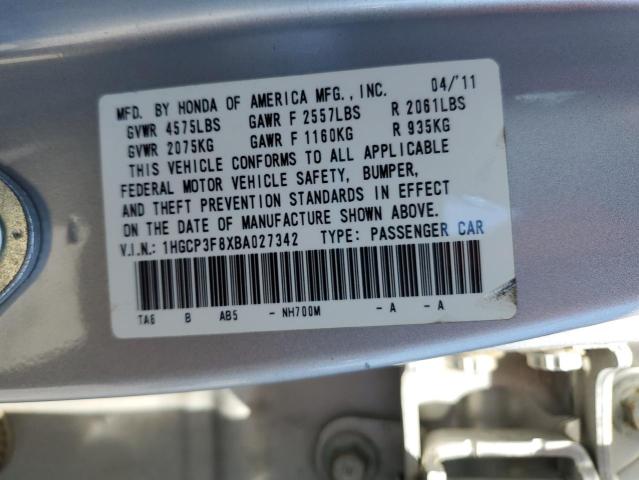 MFD. BY HONDA OF AMERICA MFG., INC. 04/'11
GVWR 4575LBS GAWR F 2557LBS R 2061LBS
GVWR 2075KG GAWR F 1160KG R 935KG
THIS VEHICLE CONFORMS TO ALL APPLICABLE
FEDERAL MOTOR VEHICLE SAFETY, BUMPER,
AND THEFT PREVENTION STANDARDS IN EFFECT
ON THE DATE OF MANUFACTURE SHOWN ABOVE.
V.I.N.: 1HGCP3F8XBA027342 TYPE: PASSENGER CAR
TA6 B AB5 - NH700M - A - A